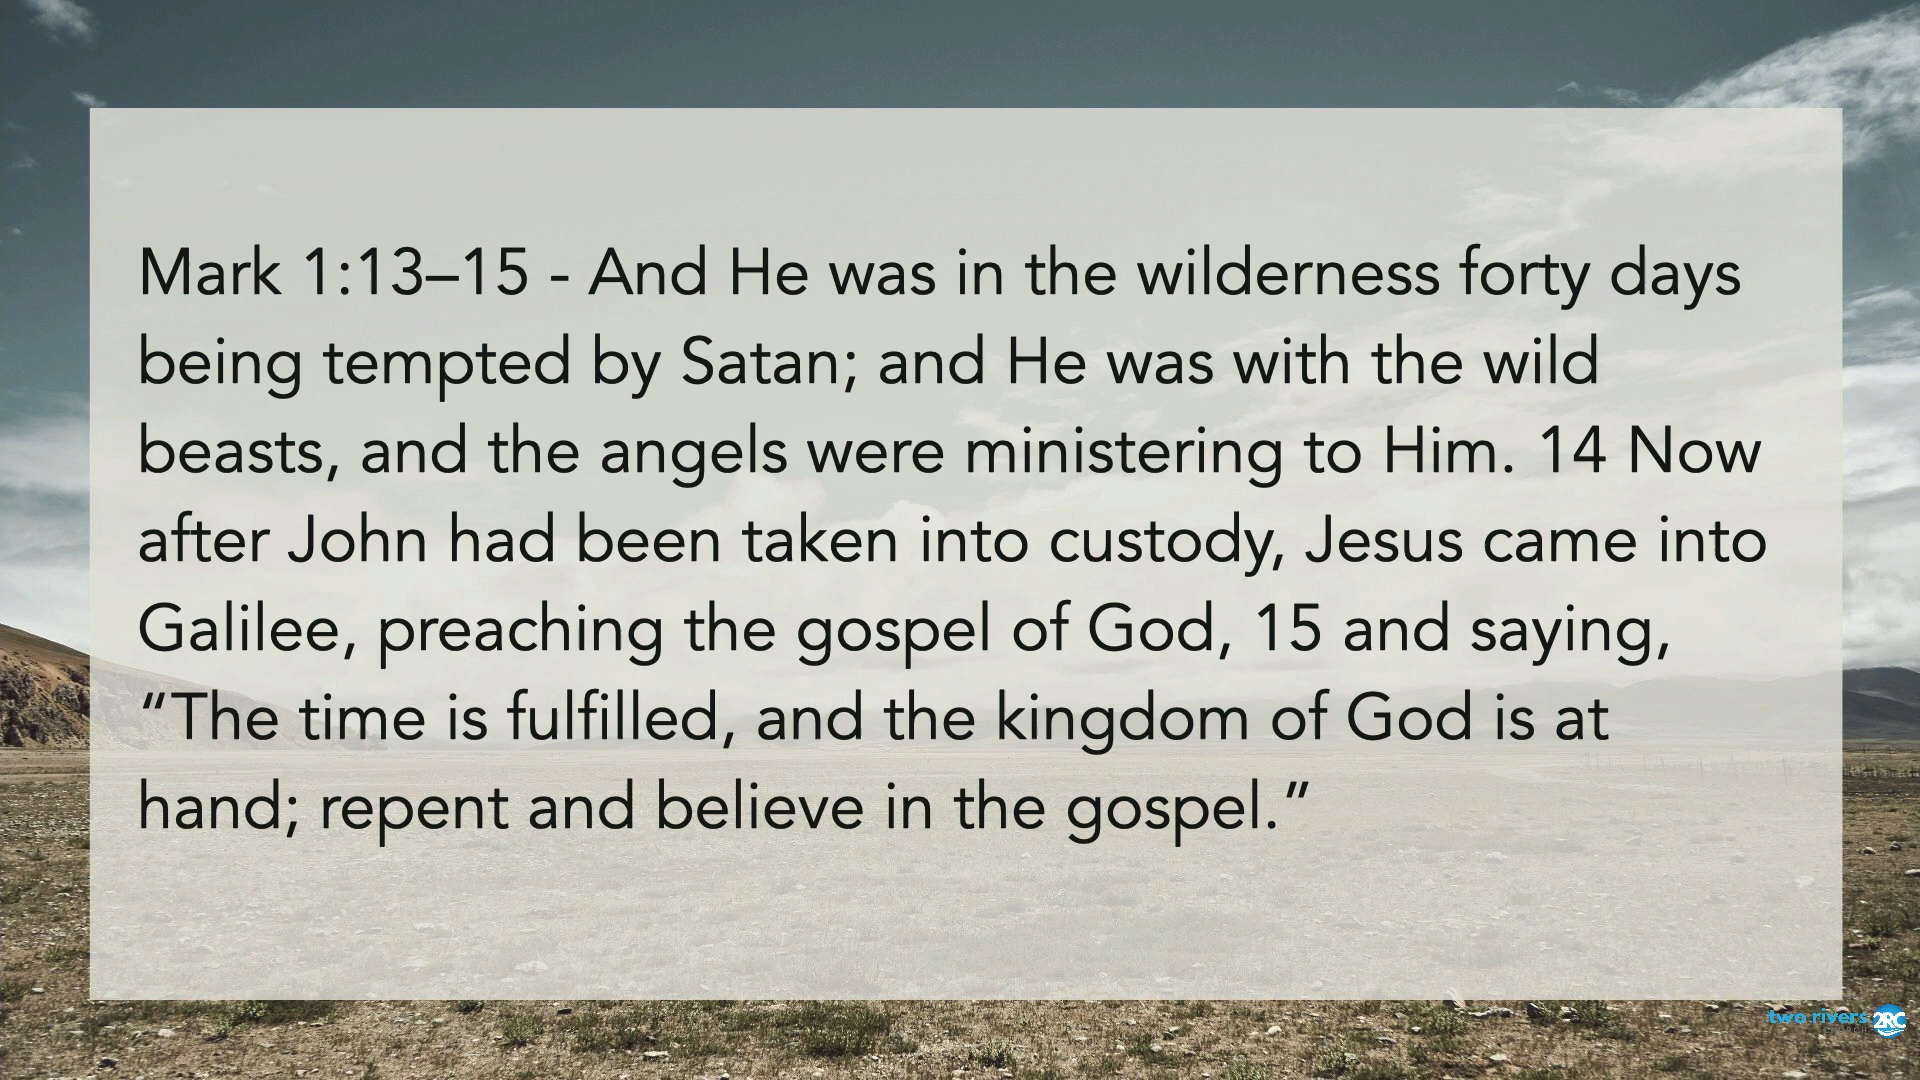 Mark 1:13–15 - And He was in the wilderness forty days
being tempted by Satan; and He was with the wild
beasts, and the angels were ministering to Him. 14 Now
after John had been taken into custody, Jesus came into
Galilee, preaching the gospel of God, 15 and saying,
“The time is fulfilled, and the kingdom of God is at
hand; repent and believe in the gospel.”
two rivers 2RC